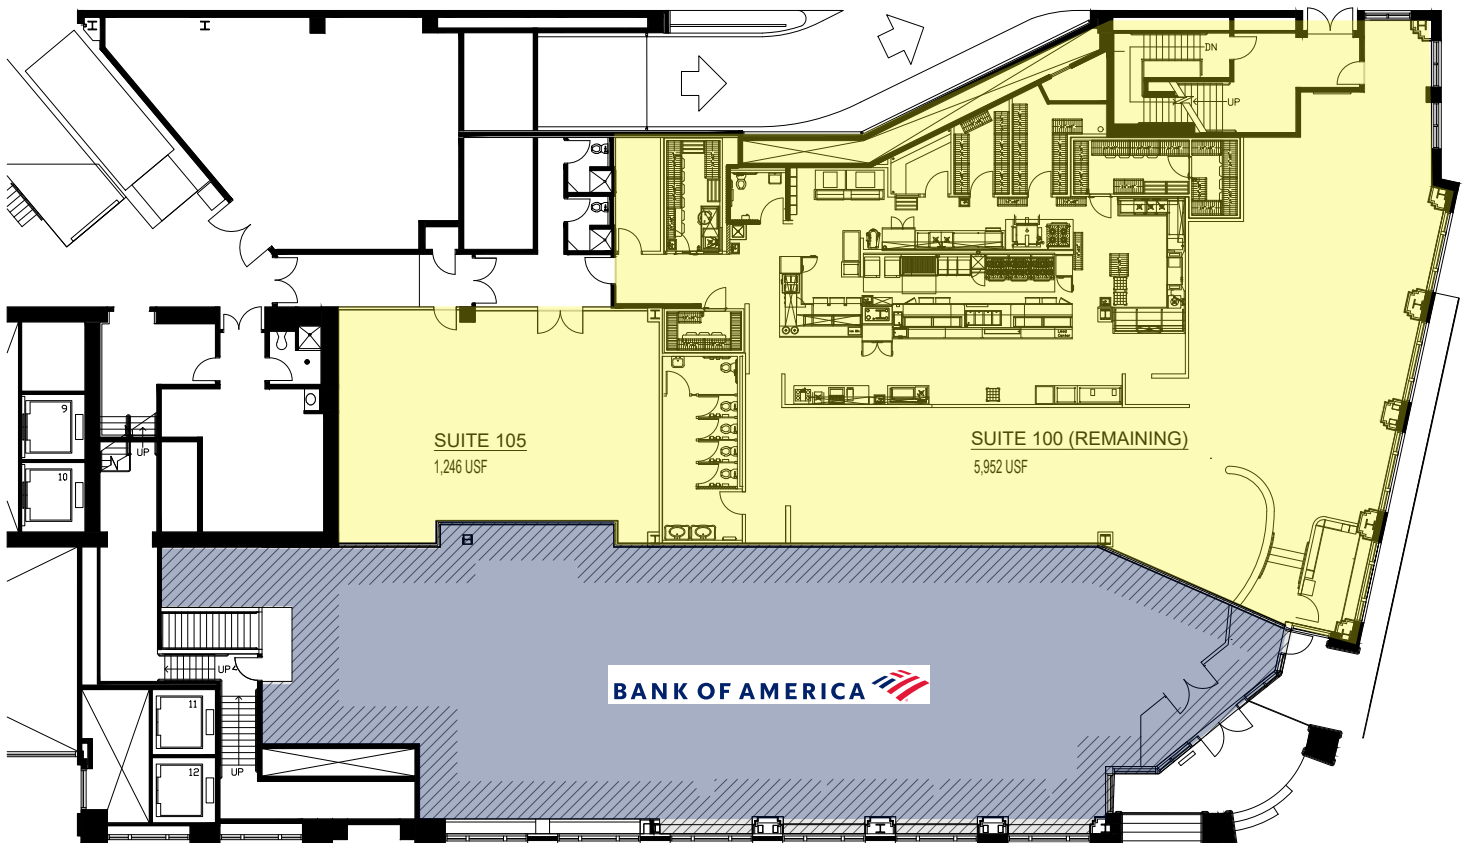 DN
UP
9
UP
10
SUITE 105
1,246 USF
SUITE 100 (REMAINING)
5,952 USF
UP
BANK OF AMERICA
11
12
UP